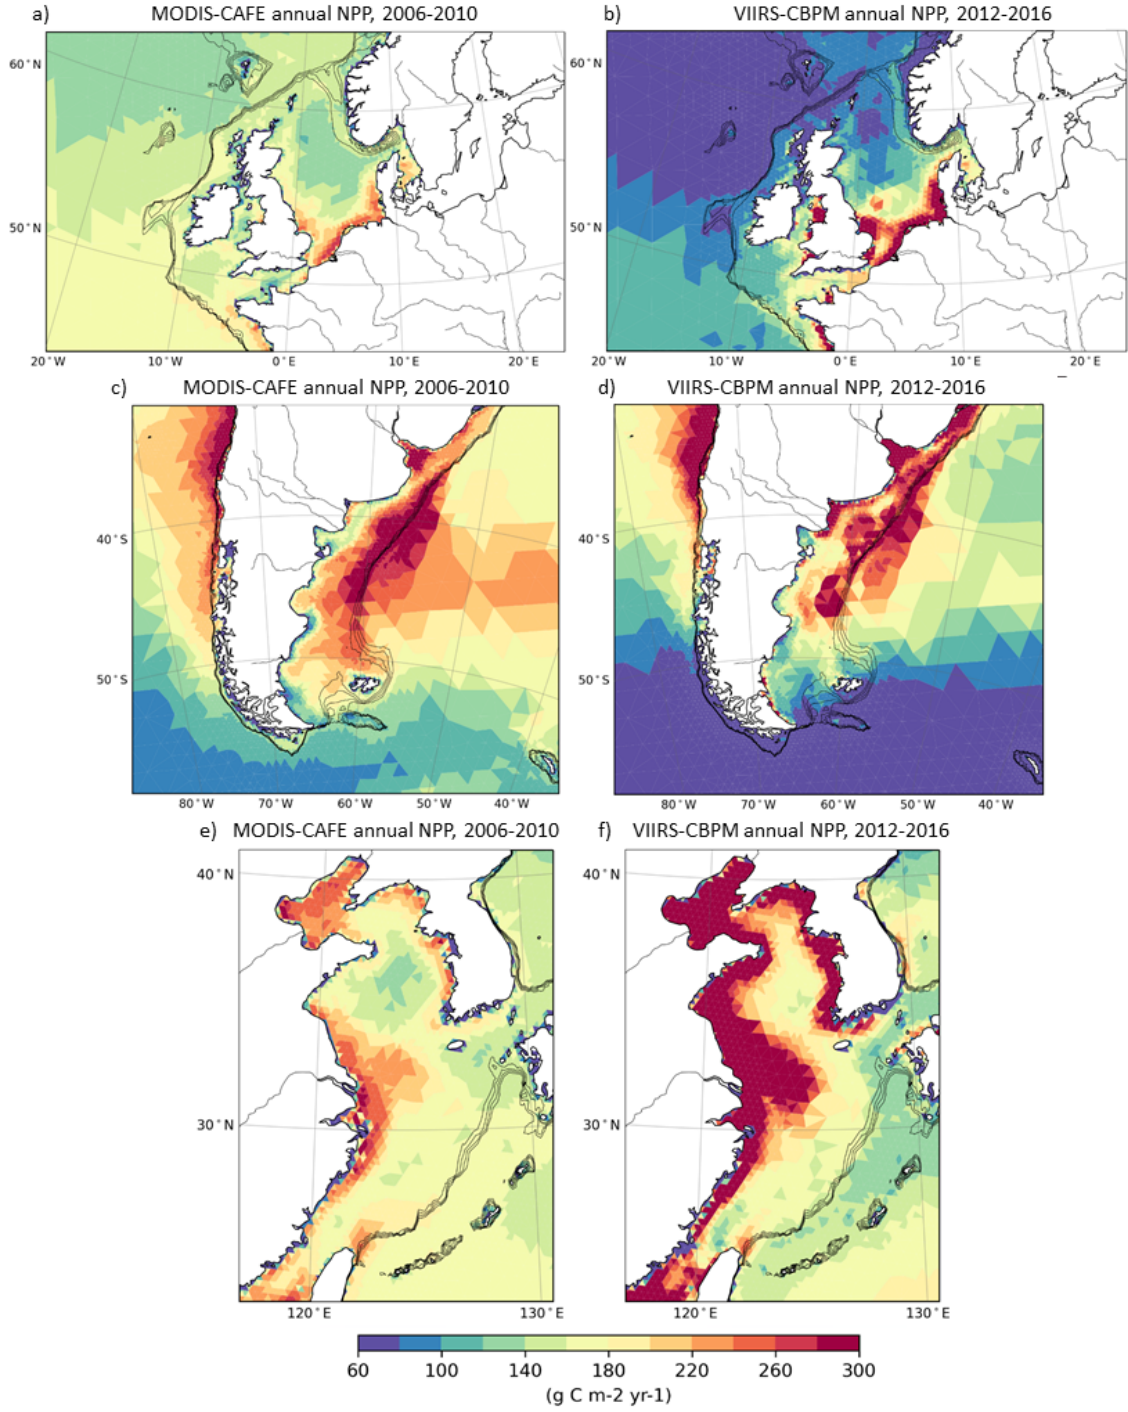 a) MODIS-CAFE annual NPP, 2006-2010 b) VIIRS-CBPM annual NPP, 2012-2016
60°N 60°N
50°N 50°N
20°W 10°W 0°E 10°E 20°E 20°W 10°W 0°E 10°E 20°E
c) MODIS-CAFE annual NPP, 2006-2010 d) VIIRS-CBPM annual NPP, 2012-2016
40°S 40°S
50°S 50°S
80°W 70°W 60°W 50°W 40°W 80°W 70°W 60°W 50°W 40°W
e) MODIS-CAFE annual NPP, 2006-2010 f) VIIRS-CBPM annual NPP, 2012-2016
40°N 40°N
30°N 30°N
120°E 130°E 120°E 130°E
60 100 140 180 220 260 300
(g C m-2 yr-1)